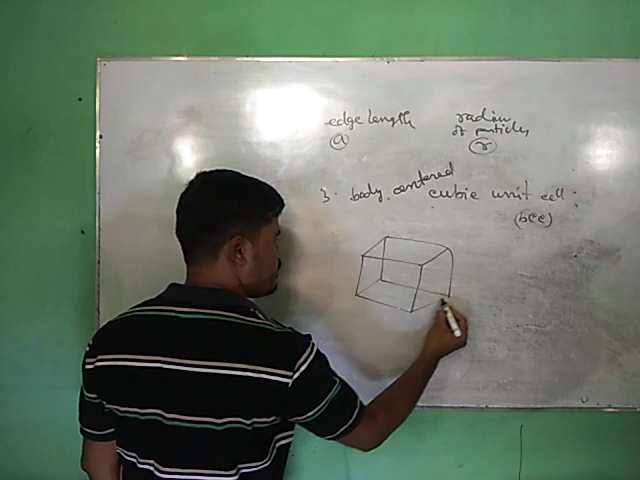 edge length radius
of particles
a r
3. body centered cubic unit cell:
(bcc)